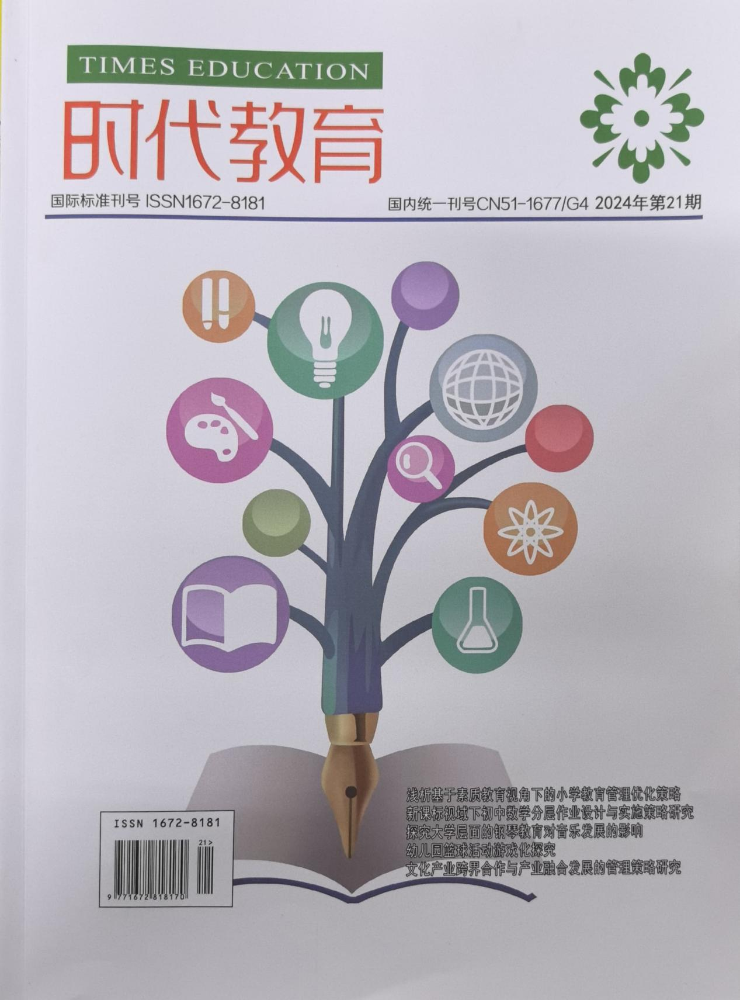 TIMES EDUCATION
时代教育
国际标准刊号 ISSN1672-8181
国内统一刊号CN51-1677/G4 2024年第21期
浅析基于素质教育视角下的小学教育管理优化策略
新课标视域下初中数学分层作业设计与实施策略研究
探究大学层面的钢琴教育对音乐发展的影响
幼儿园篮球活动游戏化探究
文化产业跨界合作与产业融合发展的管理策略研究
ISSN 1672-8181
21>
9 771672 818170